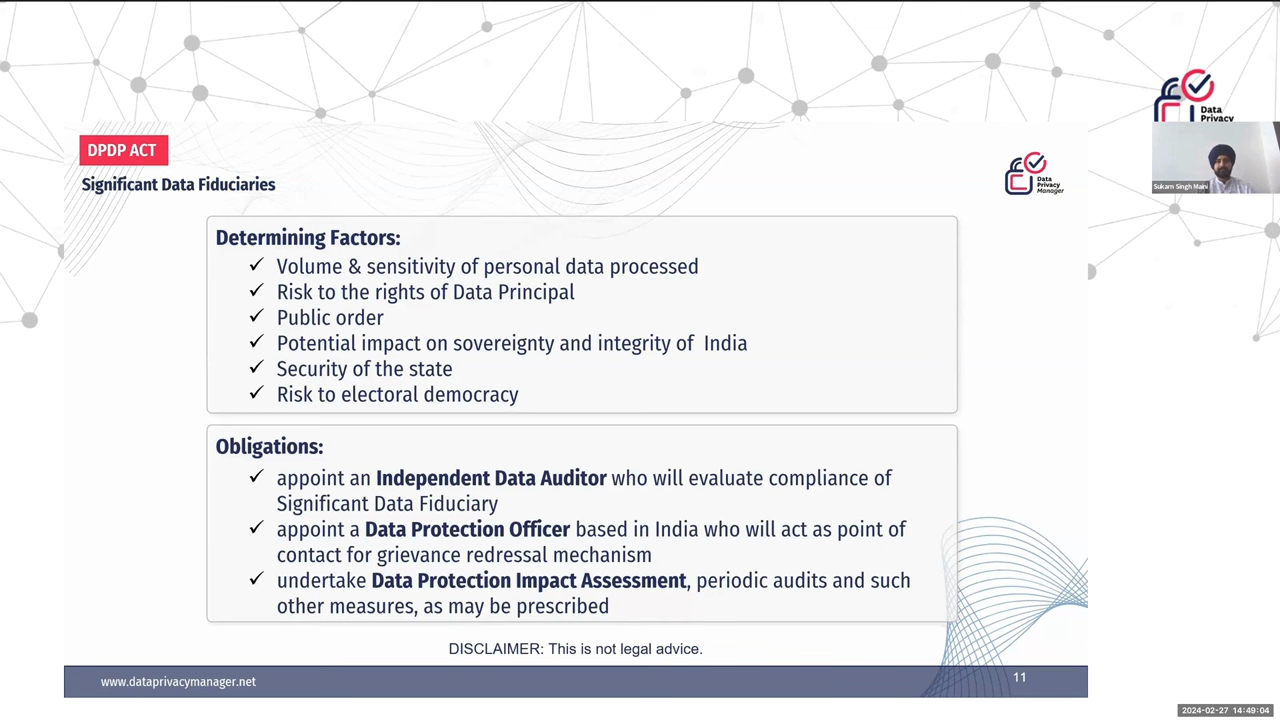 DPDP ACT
Significant Data Fiduciaries
Data
Privacy
Manager
Data
Privacy
Sukam Singh Maini
Determining Factors:
✓ Volume & sensitivity of personal data processed
✓ Risk to the rights of Data Principal
✓ Public order
✓ Potential impact on sovereignty and integrity of India
✓ Security of the state
✓ Risk to electoral democracy
Obligations:
✓ appoint an Independent Data Auditor who will evaluate compliance of
Significant Data Fiduciary
✓ appoint a Data Protection Officer based in India who will act as point of
contact for grievance redressal mechanism
✓ undertake Data Protection Impact Assessment, periodic audits and such
other measures, as may be prescribed
DISCLAIMER: This is not legal advice.
www.dataprivacymanager.net
11
2024-02-27 14:49:04